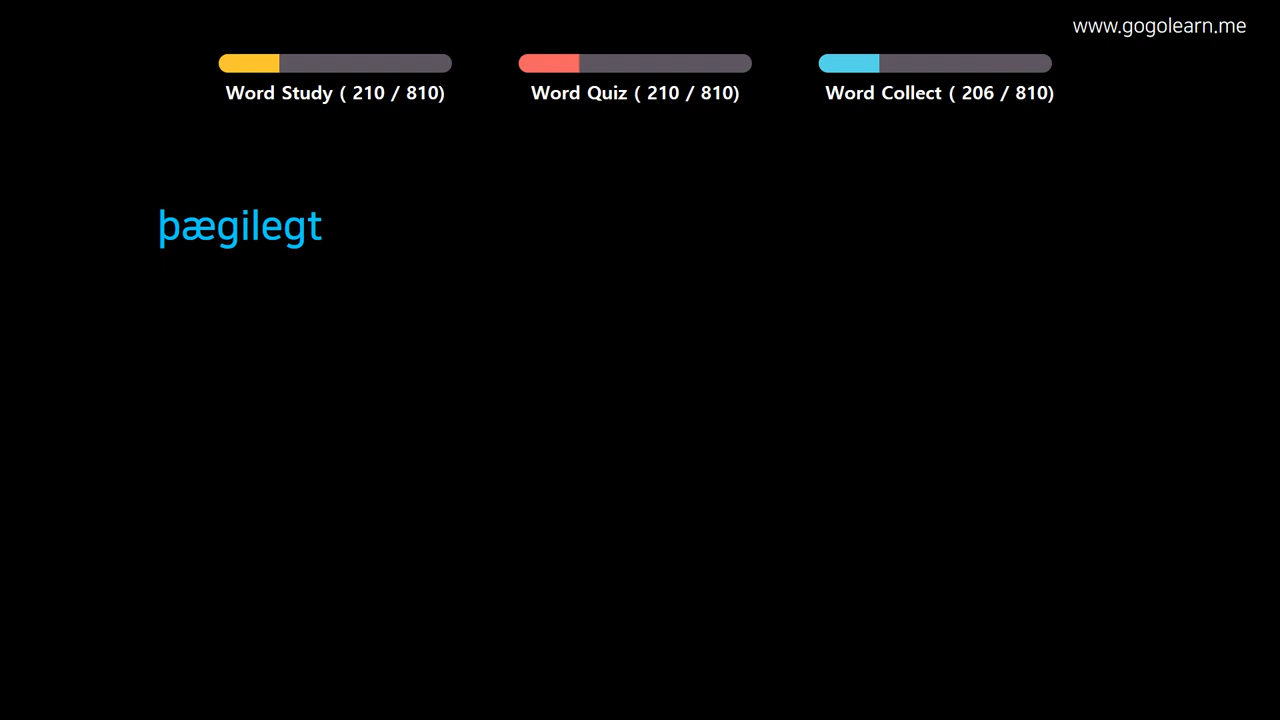 www.gogolearn.me
Word Study ( 210 / 810)
Word Quiz ( 210 / 810)
Word Collect ( 206 / 810)
þægilegt